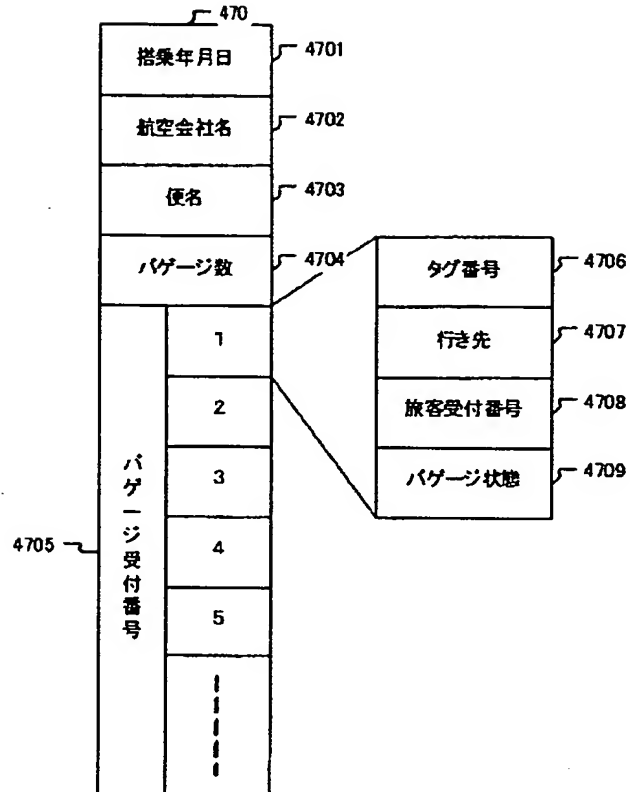 470
搭乗年月日
4701
航空会社名
4702
便名
4703
バゲージ数
4704
バゲージ受付番号
4705
1
2
3
4
5
タグ番号
4706
行き先
4707
旅客受付番号
4708
バゲージ状態
4709